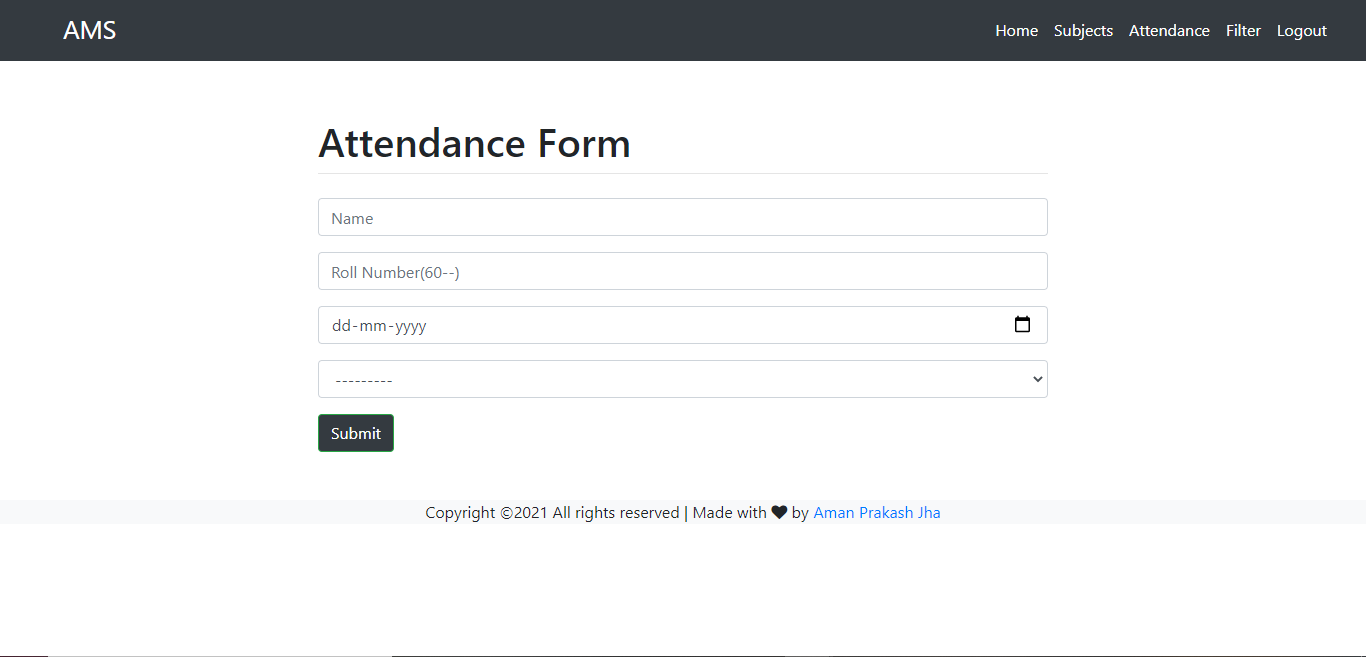 AMS
Home Subjects Attendance Filter Logout
Attendance Form
Name
Roll Number(60--)
dd-mm-yyyy
---------
Submit
Copyright ©2021 All rights reserved | Made with ❤ by Aman Prakash Jha